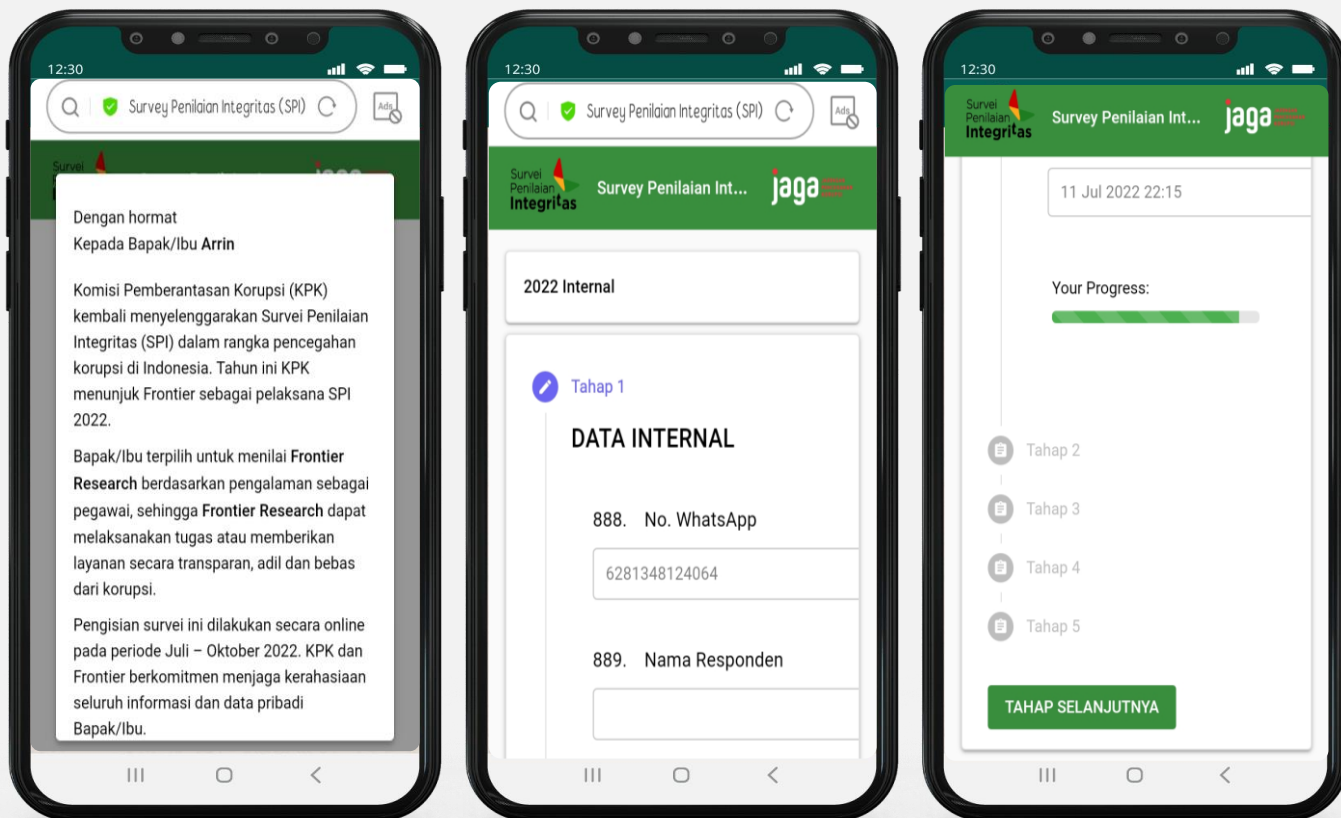 12:30
Survey Penilaian Integritas (SPI)
Ads
Survei
Dengan hormat
Kepada Bapak/Ibu Arrin
Komisi Pemberantasan Korupsi (KPK)
kembali menyelenggarakan Survei Penilaian
Integritas (SPI) dalam rangka pencegahan
korupsi di Indonesia. Tahun ini KPK
menunjuk Frontier sebagai pelaksana SPI
2022.
Bapak/Ibu terpilih untuk menilai Frontier
Research berdasarkan pengalaman sebagai
pegawai, sehingga Frontier Research dapat
melaksanakan tugas atau memberikan
layanan secara transparan, adil dan bebas
dari korupsi.
Pengisian survei ini dilakukan secara online
pada periode Juli – Oktober 2022. KPK dan
Frontier berkomitmen menjaga kerahasiaan
seluruh informasi dan data pribadi
Bapak/Ibu.
12:30
Survey Penilaian Integritas (SPI)
Ads
Survei
Penilaian
Integritas
Survey Penilaian Int...
jaga
2022 Internal
Tahap 1
DATA INTERNAL
888. No. WhatsApp
6281348124064
889. Nama Responden
12:30
Survei
Penilaian
Integritas
Survey Penilaian Int...
jaga
11 Jul 2022 22:15
Your Progress:
Tahap 2
Tahap 3
Tahap 4
Tahap 5
TAHAP SELANJUTNYA